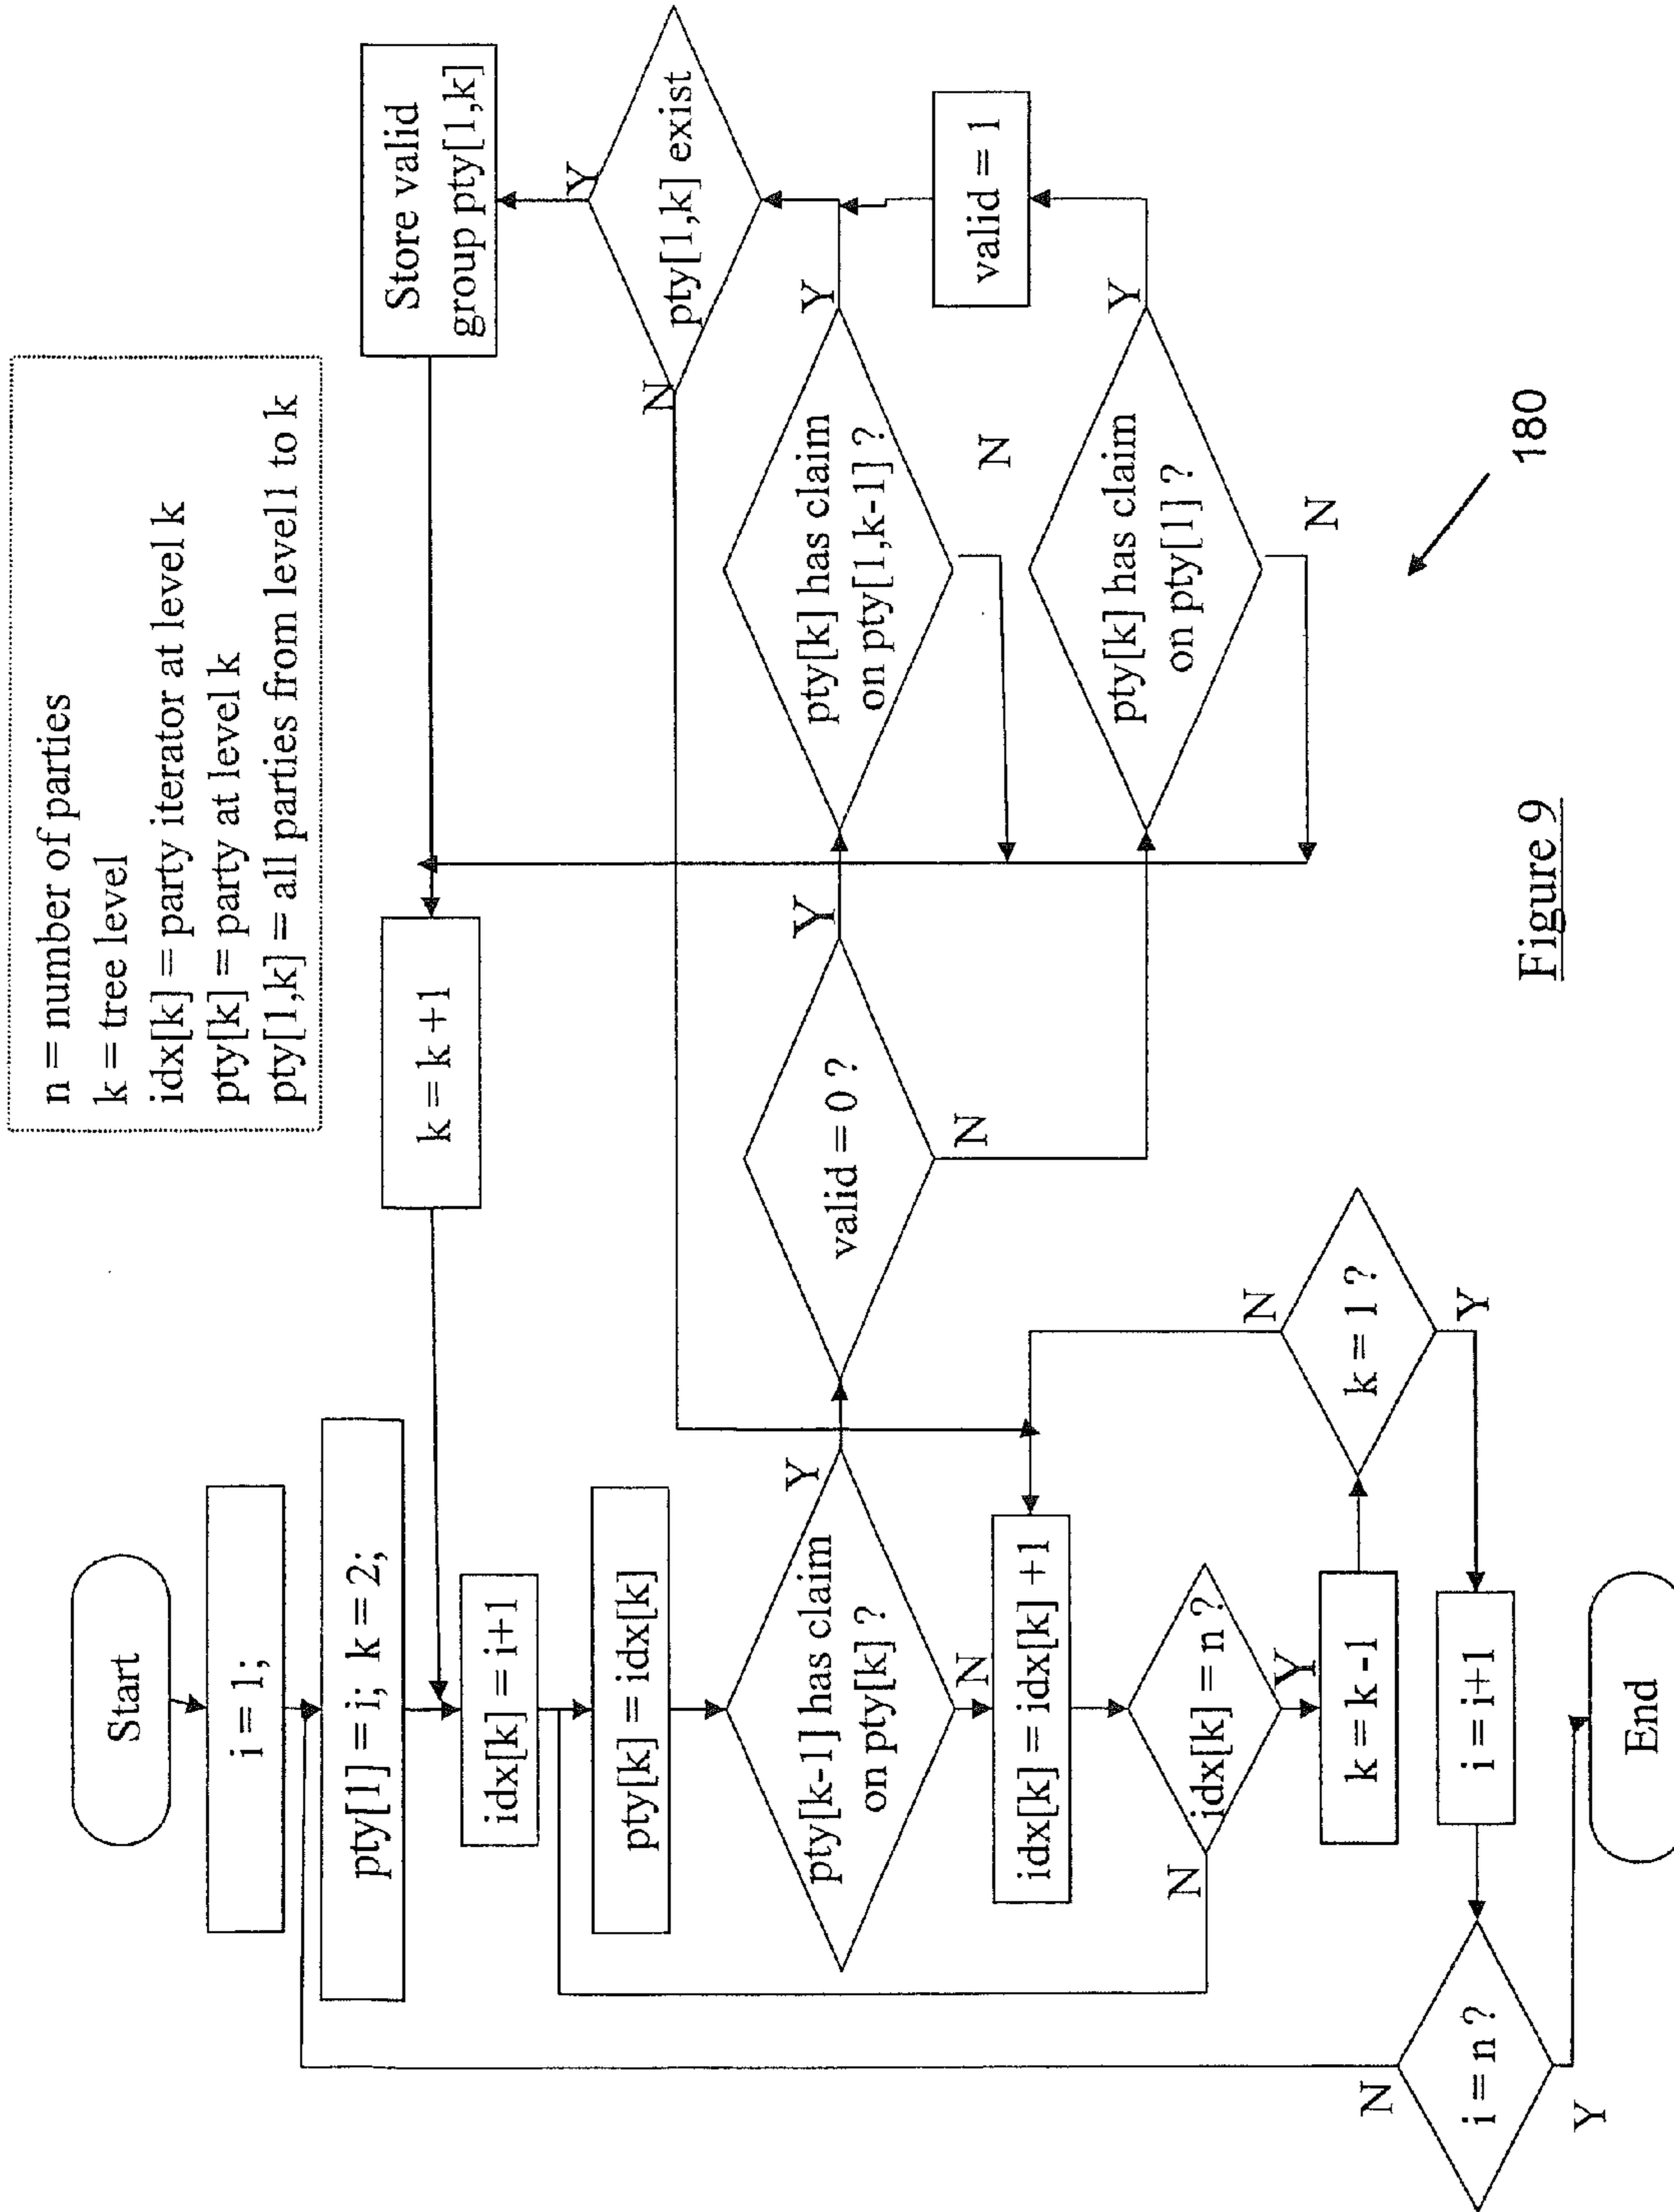 n = number of parties
k = tree level
idx[k] = party iterator at level k
pty[k] = party at level k
pty[1,k] = all parties from level1 to k
Start
i = 1;
pty[1] = i; k = 2;
idx[k] = i+1
pty[k] = idx[k]
pty[k-1] has claim
on pty[k] ?
Y
N
idx[k] = idx[k] +1
idx[k] = n ?
N
Y
k = k -1
k = 1 ?
N
Y
i = i+1
i = n ?
N
Y
End
k = k +1
valid = 0 ?
Y
N
pty[k] has claim
on pty[1,k-1] ?
Y
N
pty[k] has claim
on pty[1] ?
Y
N
valid = 1
pty[1,k] exist
Y
N
Store valid
group pty[1,k]
180
Figure 9